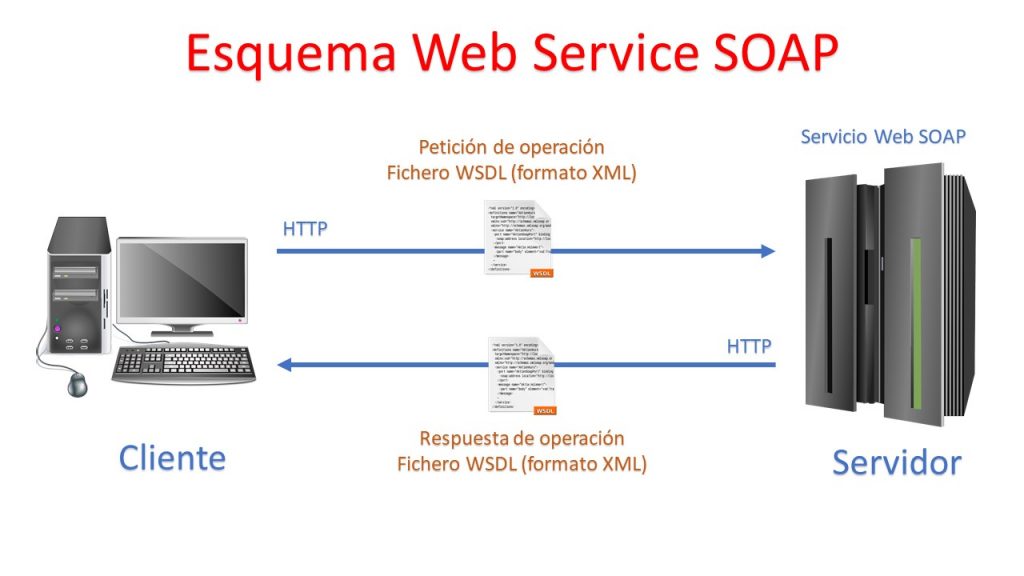 Esquema Web Service SOAP
Servicio Web SOAP
Petición de operación
Fichero WSDL (formato XML)
HTTP
WSDL
HTTP
WSDL
Respuesta de operación
Fichero WSDL (formato XML)
Cliente
Servidor